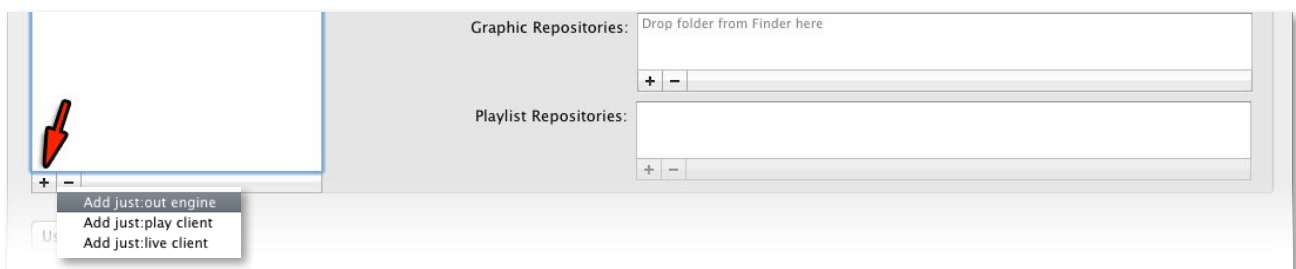 Graphic Repositories: Drop folder from Finder here
+ −
Playlist Repositories:
+ −
+ −
Add just:out engine
Add just:play client
Add just:live client
Us